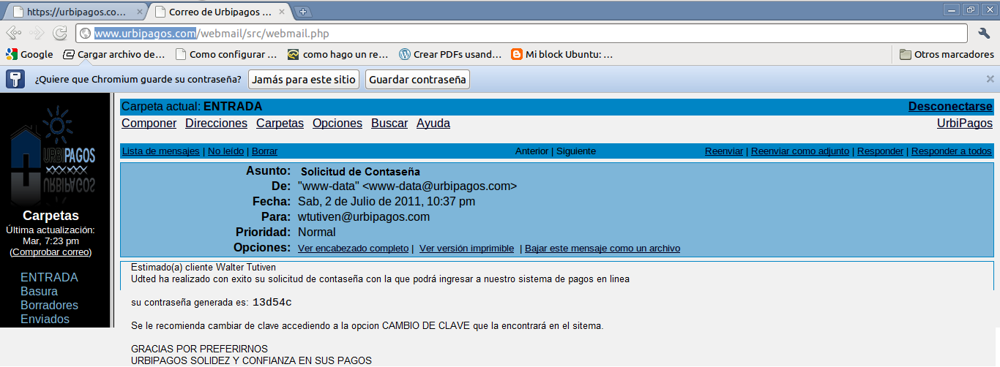 https://urbipagos.co... Correo de Urbipagos ...
www.urbipagos.com/webmail/src/webmail.php
Google Cargar archivo de... Como configurar ... como hago un re... Crear PDFs usand... Mi block Ubuntu: ... Otros marcadores
¿Quiere que Chromium guarde su contraseña? Jamás para este sitio Guardar contraseña
URBIPAGOS
Carpetas
Última actualización:
Mar, 7:23 pm
(Comprobar correo)
ENTRADA
Basura
Borradores
Enviados
Carpeta actual: ENTRADA Desconectarse
Componer Direcciones Carpetas Opciones Buscar Ayuda UrbiPagos
Lista de mensajes | No leído | Borrar Anterior | Siguiente Reenviar | Reenviar como adjunto | Responder | Responder a todos
Asunto: Solicitud de Contaseña
De: "www-data" <www-data@urbipagos.com>
Fecha: Sab, 2 de Julio de 2011, 10:37 pm
Para: wtutiven@urbipagos.com
Prioridad: Normal
Opciones: Ver encabezado completo | Ver versión imprimible | Bajar este mensaje como un archivo
Estimado(a) cliente Walter Tutiven
Udted ha realizado con exito su solicitud de contaseña con la que podrá ingresar a nuestro sistema de pagos en linea
su contraseña generada es: 13d54c
Se le recomienda cambiar de clave accediendo a la opcion CAMBIO DE CLAVE que la encontrará en el sitema.
GRACIAS POR PREFERIRNOS
URBIPAGOS SOLIDEZ Y CONFIANZA EN SUS PAGOS